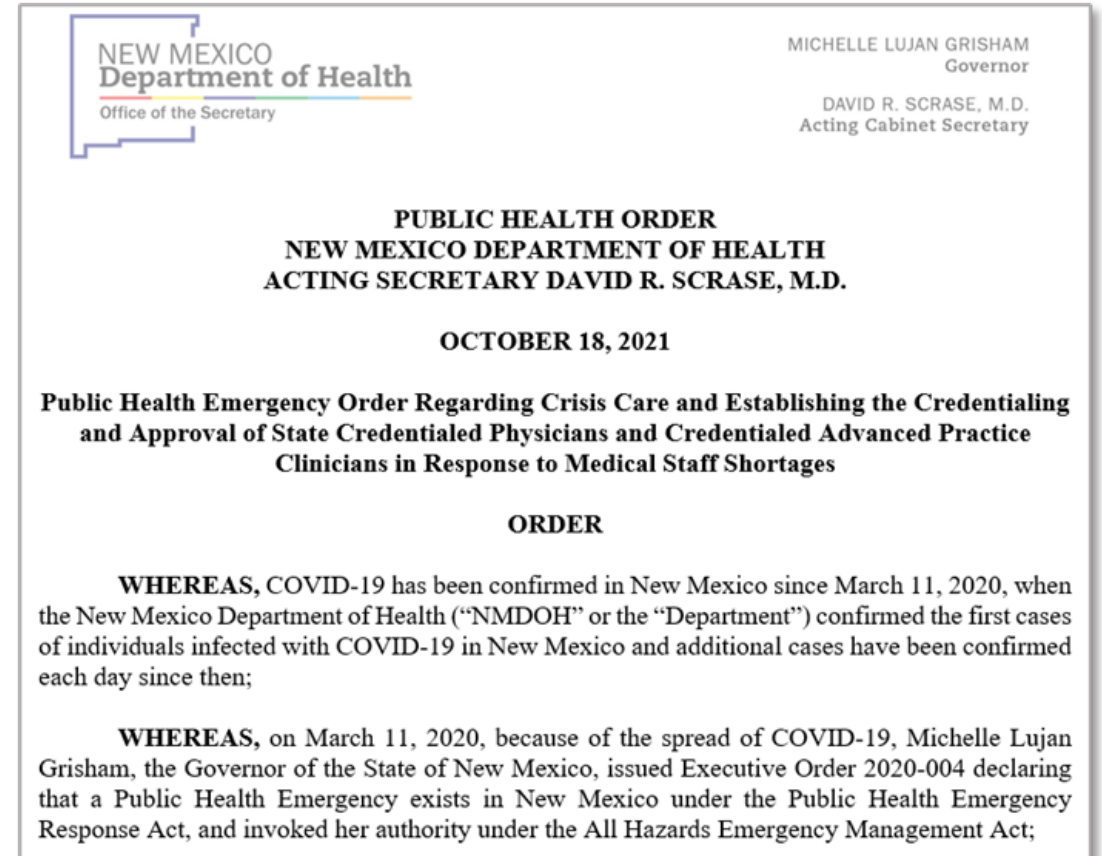 NEW MEXICO
Department of Health
Office of the Secretary
MICHELLE LUJAN GRISHAM
Governor
DAVID R. SCRASE, M.D.
Acting Cabinet Secretary
PUBLIC HEALTH ORDER
NEW MEXICO DEPARTMENT OF HEALTH
ACTING SECRETARY DAVID R. SCRASE, M.D.
OCTOBER 18, 2021
Public Health Emergency Order Regarding Crisis Care and Establishing the Credentialing
and Approval of State Credentialed Physicians and Credentialed Advanced Practice
Clinicians in Response to Medical Staff Shortages
ORDER
WHEREAS, COVID-19 has been confirmed in New Mexico since March 11, 2020, when
the New Mexico Department of Health (“NMDOH” or the “Department”) confirmed the first cases
of individuals infected with COVID-19 in New Mexico and additional cases have been confirmed
each day since then;
WHEREAS, on March 11, 2020, because of the spread of COVID-19, Michelle Lujan
Grisham, the Governor of the State of New Mexico, issued Executive Order 2020-004 declaring
that a Public Health Emergency exists in New Mexico under the Public Health Emergency
Response Act, and invoked her authority under the All Hazards Emergency Management Act;